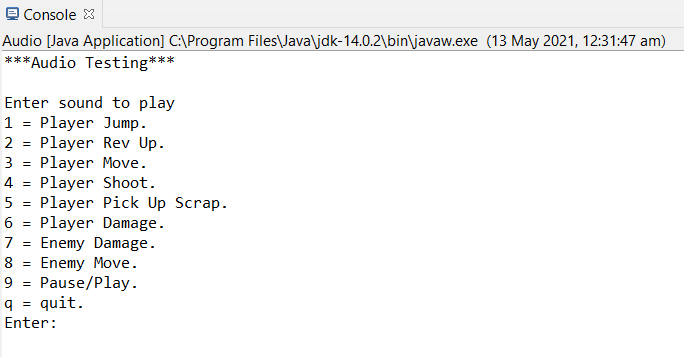 Console
Audio [Java Application] C:\Program Files\Java\jdk-14.0.2\bin\javaw.exe (13 May 2021, 12:31:47 am)
***Audio Testing***
Enter sound to play
1 = Player Jump.
2 = Player Rev Up.
3 = Player Move.
4 = Player Shoot.
5 = Player Pick Up Scrap.
6 = Player Damage.
7 = Enemy Damage.
8 = Enemy Move.
9 = Pause/Play.
q = quit.
Enter: